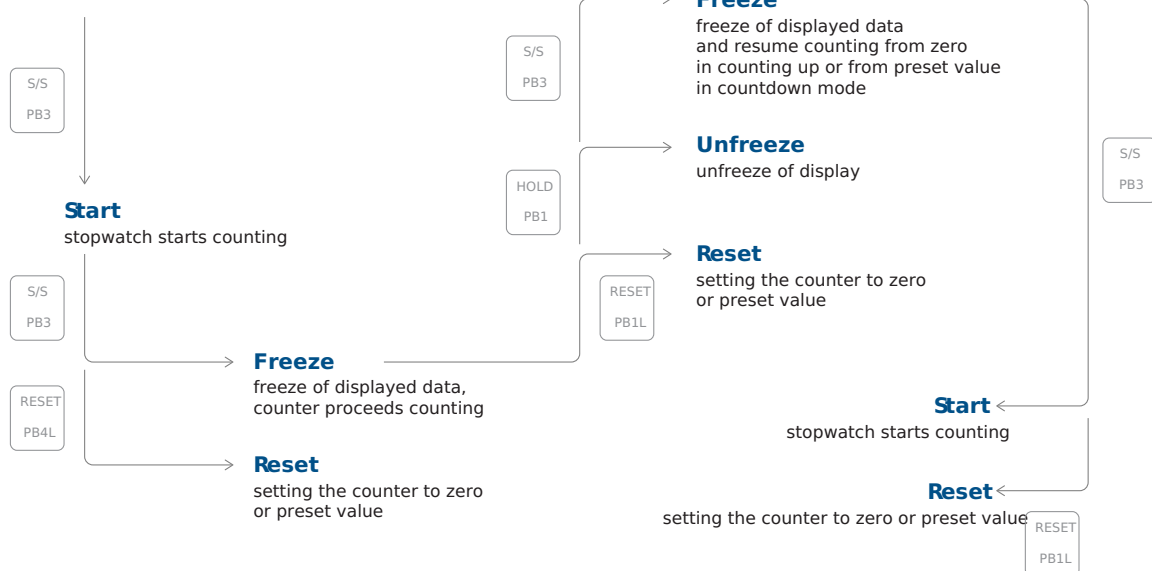 S/S
PB3
Start
stopwatch starts counting
S/S
PB3
RESET
PB4L
Freeze
freeze of displayed data,
counter proceeds counting
Reset
setting the counter to zero
or preset value
S/S
PB3
HOLD
PB1
RESET
PB1L
Freeze
freeze of displayed data
and resume counting from zero
in counting up or from preset value
in countdown mode
Unfreeze
unfreeze of display
Reset
setting the counter to zero
or preset value
S/S
PB3
Start
stopwatch starts counting
Reset
setting the counter to zero or preset value
RESET
PB1L